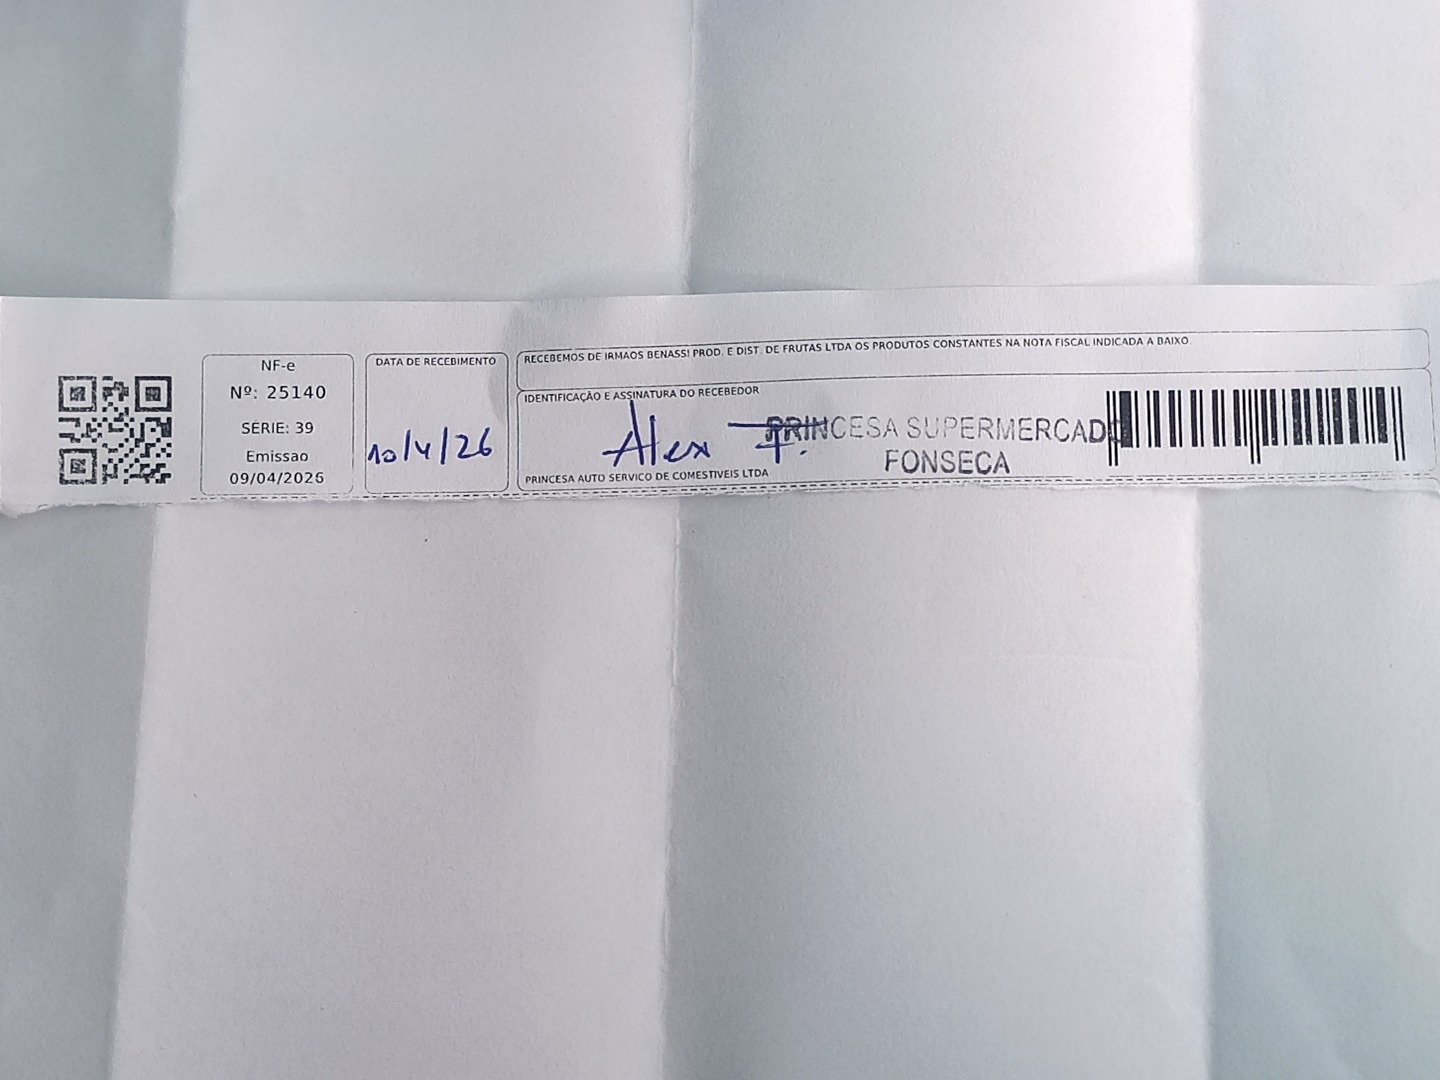 NF-e
Nº: 25140
SÉRIE: 39
Emissao
09/04/2026
DATA DE RECEBIMENTO
10/4/26
RECEBEMOS DE IRMAOS BENASSI PROD. E DIST. DE FRUTAS LTDA OS PRODUTOS CONSTANTES NA NOTA FISCAL INDICADA A BAIXO
IDENTIFICAÇÃO E ASSINATURA DO RECEBEDOR
Alex F.
PRINCESA SUPERMERCADO
FONSECA
PRINCESA AUTO SERVICO DE COMESTIVEIS LTDA